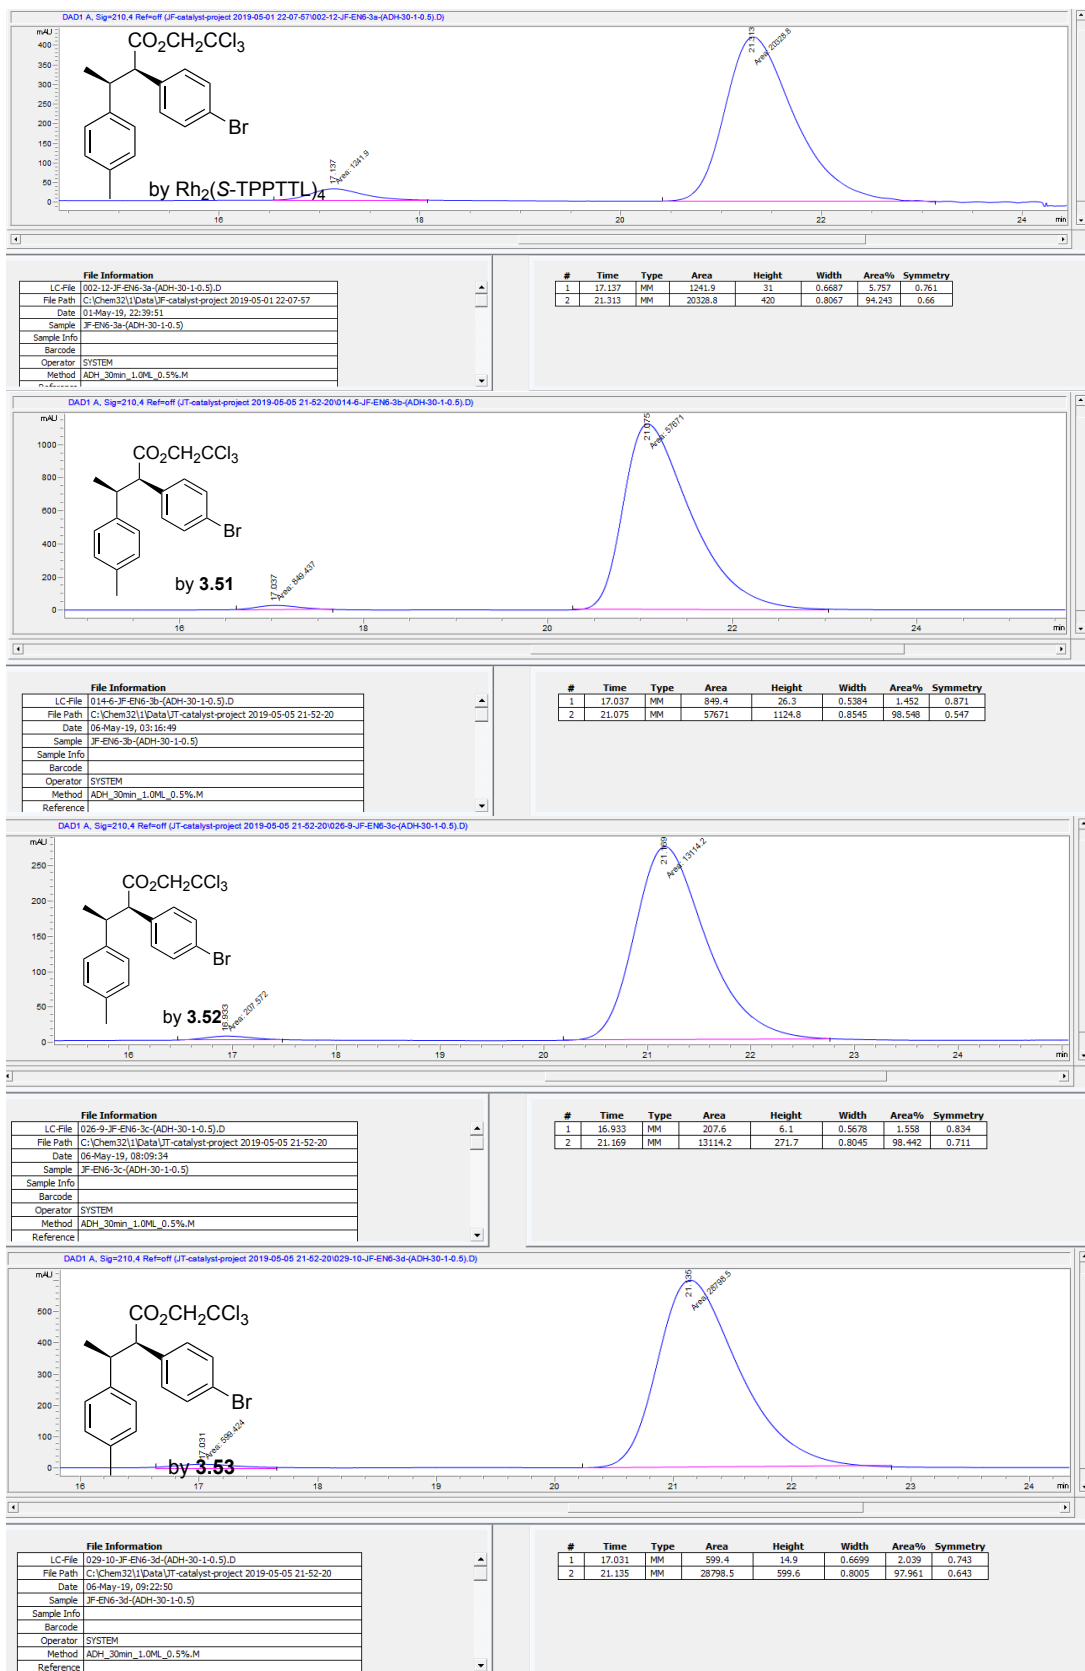 DAD1 A, Sig=210,4 Ref=off (JF-catalyst-project 2019-05-01 22-07-57\002-12-JF-EN6-3a-(ADH-30-1-0.5).D)
mAU
400
350
300
250
200
150
100
50
0
CO2CH2CCl3
Br
by Rh2(S-TPPTTL)4
17.137
Area: 1241.9
21.313
Area: 20328.8
16 18 20 22 24 min
File Information
LC-File 002-12-JF-EN6-3a-(ADH-30-1-0.5).D
File Path C:\Chem32\1\Data\JF-catalyst-project 2019-05-01 22-07-57
Date 01-May-19, 22:39:51
Sample JF-EN6-3a-(ADH-30-1-0.5)
Sample Info
Barcode
Operator SYSTEM
Method ADH_30min_1.0ML_0.5%.M
# Time Type Area Height Width Area% Symmetry
1 17.137 MM 1241.9 31 0.6687 5.757 0.761
2 21.313 MM 20328.8 420 0.8067 94.243 0.66
DAD1 A, Sig=210,4 Ref=off (JT-catalyst-project 2019-05-05 21-52-20\014-6-JF-EN6-3b-(ADH-30-1-0.5).D)
mAU
1000
800
600
400
200
0
CO2CH2CCl3
Br
by 3.51
17.037
Area: 849.437
21.075
Area: 57671
16 18 20 22 24 min
File Information
LC-File 014-6-JF-EN6-3b-(ADH-30-1-0.5).D
File Path C:\Chem32\1\Data\JT-catalyst-project 2019-05-05 21-52-20
Date 06-May-19, 03:16:49
Sample JF-EN6-3b-(ADH-30-1-0.5)
Sample Info
Barcode
Operator SYSTEM
Method ADH_30min_1.0ML_0.5%.M
Reference
# Time Type Area Height Width Area% Symmetry
1 17.037 MM 849.4 26.3 0.5384 1.452 0.871
2 21.075 MM 57671 1124.8 0.8545 98.548 0.547
DAD1 A, Sig=210,4 Ref=off (JT-catalyst-project 2019-05-05 21-52-20\026-9-JF-EN6-3c-(ADH-30-1-0.5).D)
mAU
250
200
150
100
50
0
CO2CH2CCl3
Br
by 3.52
16.933
Area: 207.572
21.169
Area: 13114.2
16 17 18 19 20 21 22 23 24 min
File Information
LC-File 026-9-JF-EN6-3c-(ADH-30-1-0.5).D
File Path C:\Chem32\1\Data\JT-catalyst-project 2019-05-05 21-52-20
Date 06-May-19, 08:09:34
Sample JF-EN6-3c-(ADH-30-1-0.5)
Sample Info
Barcode
Operator SYSTEM
Method ADH_30min_1.0ML_0.5%.M
Reference
# Time Type Area Height Width Area% Symmetry
1 16.933 MM 207.6 6.1 0.5678 1.558 0.834
2 21.169 MM 13114.2 271.7 0.8045 98.442 0.711
DAD1 A, Sig=210,4 Ref=off (JT-catalyst-project 2019-05-05 21-52-20\029-10-JF-EN6-3d-(ADH-30-1-0.5).D)
mAU
500
400
300
200
100
0
CO2CH2CCl3
Br
by 3.53
17.031
Area: 599.424
21.135
Area: 28798.5
16 17 18 19 20 21 22 23 24 min
File Information
LC-File 029-10-JF-EN6-3d-(ADH-30-1-0.5).D
File Path C:\Chem32\1\Data\JT-catalyst-project 2019-05-05 21-52-20
Date 06-May-19, 09:22:50
Sample JF-EN6-3d-(ADH-30-1-0.5)
Sample Info
Barcode
Operator SYSTEM
Method ADH_30min_1.0ML_0.5%.M
Reference
# Time Type Area Height Width Area% Symmetry
1 17.031 MM 599.4 14.9 0.6699 2.039 0.743
2 21.135 MM 28798.5 599.6 0.8005 97.961 0.643